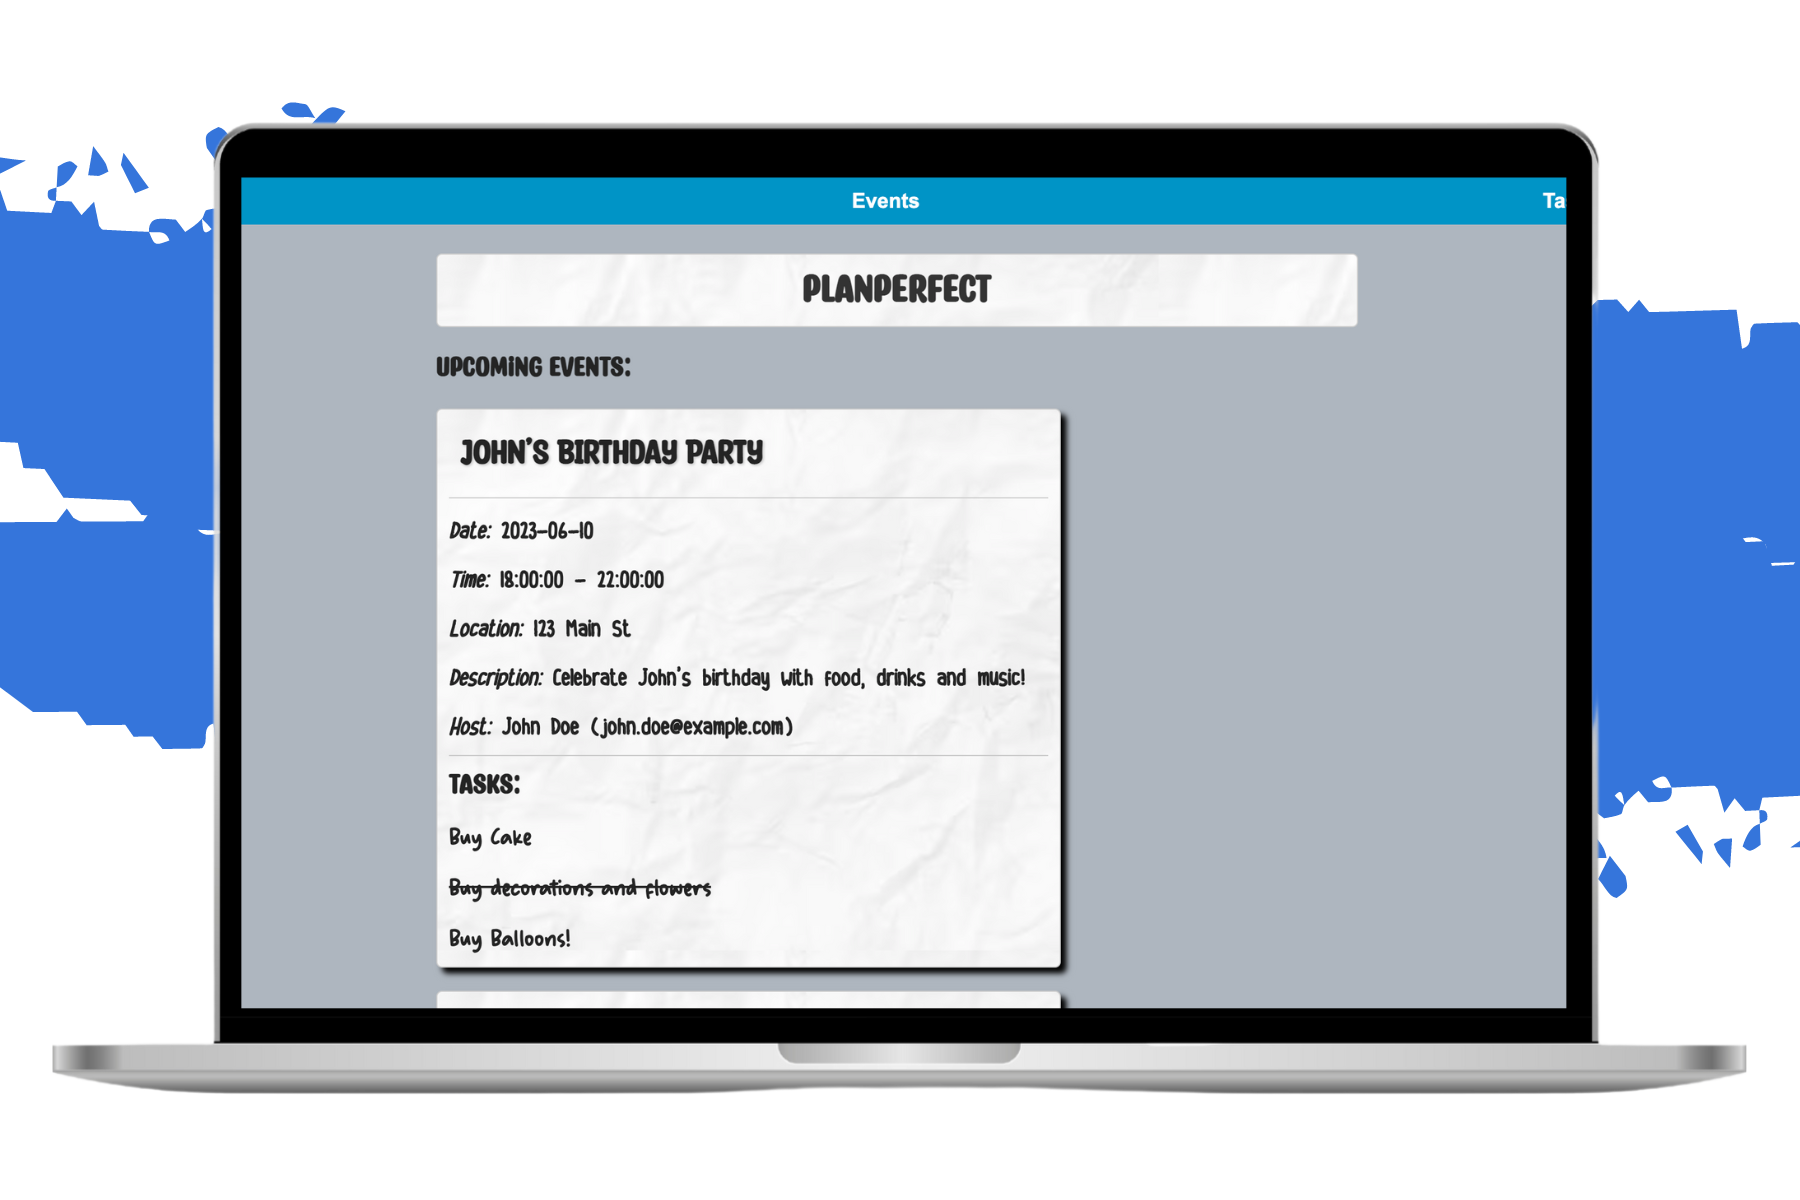 Events
Ta
PLANPERFECT
UPCOMING EVENTS:
JOHN'S BIRTHDAY PARTY
Date: 2023-06-10
Time: 18:00:00 - 22:00:00
Location: 123 Main St
Description: Celebrate John's birthday with food, drinks and music!
Host: John Doe (john.doe@example.com)
TASKS:
Buy Cake
Buy decorations and flowers
Buy Balloons!